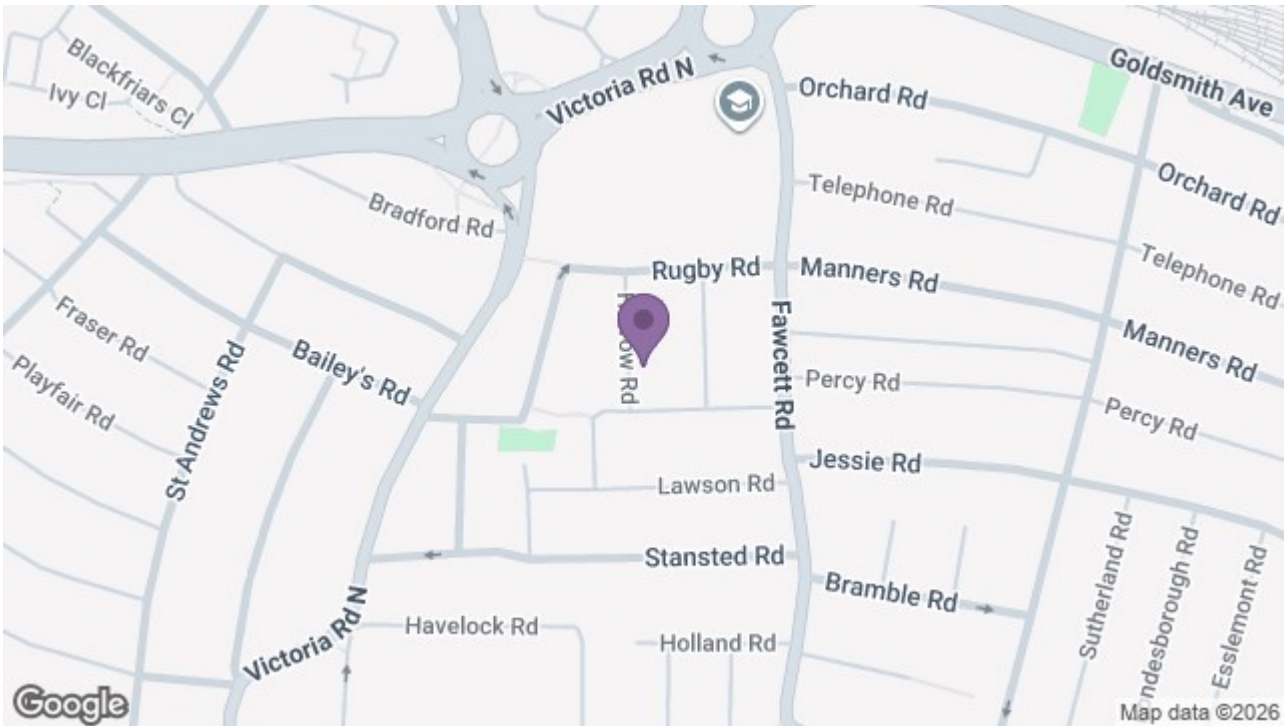 Blackfriars Cl
Ivy Cl
Victoria Rd N
Goldsmith Ave
Orchard Rd
Orchard Rd
Bradford Rd
Telephone Rd
Telephone Rd
Rugby Rd
Manners Rd
Manners Rd
Fraser Rd
Playfair Rd
St Andrews Rd
Bailey's Rd
Fawcett Rd
Percy Rd
Percy Rd
Jessie Rd
Lawson Rd
Stansted Rd
Bramble Rd
Sutherland Rd
Esslemont Rd
Havelock Rd
Holland Rd
Victoria Rd N
Google
Map data ©2026